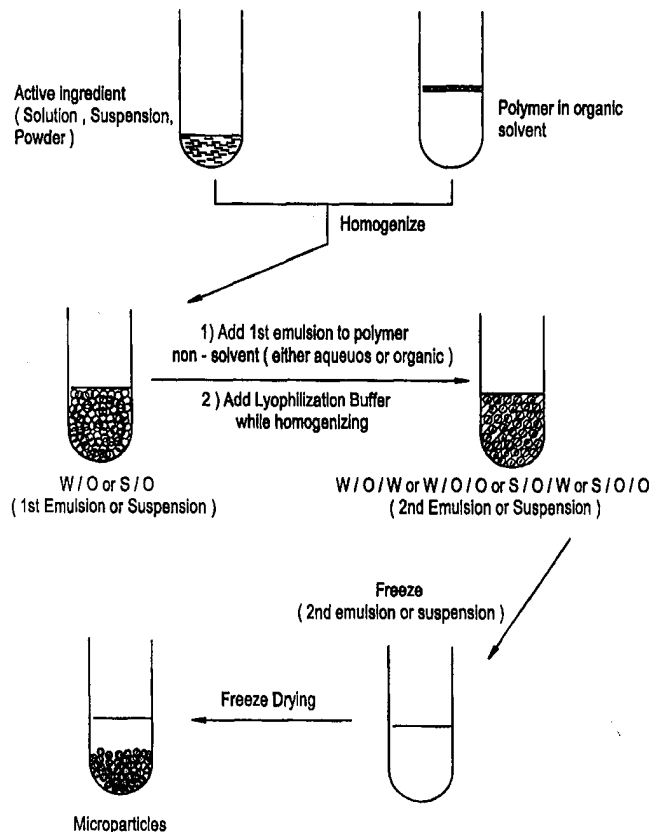 Active ingredient
( Solution , Suspension,
Powder )
Polymer in organic
solvent
Homogenize
1) Add 1st emulsion to polymer
non - solvent ( either aqueuos or organic )
2 ) Add Lyophilization Buffer
while homogenizing
W / O or S / O
( 1st Emulsion or Suspension )
W / O / W or W / O / O or S / O / W or S / O / O
( 2nd Emulsion or Suspension )
Freeze
( 2nd emulsion or suspension )
Freeze Drying
Microparticles